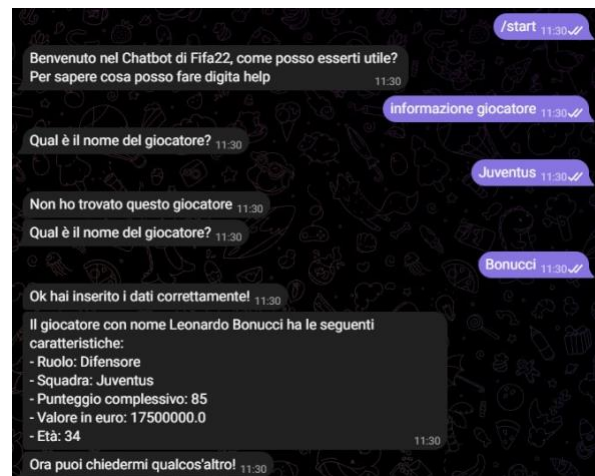 /start 11:30
Benvenuto nel Chatbot di Fifa22, come posso esserti utile?
Per sapere cosa posso fare digita help 11:30
informazione giocatore 11:30
Qual è il nome del giocatore? 11:30
Juventus 11:30
Non ho trovato questo giocatore 11:30
Qual è il nome del giocatore? 11:30
Bonucci 11:30
Ok hai inserito i dati correttamente! 11:30
Il giocatore con nome Leonardo Bonucci ha le seguenti
caratteristiche:
- Ruolo: Difensore
- Squadra: Juventus
- Punteggio complessivo: 85
- Valore in euro: 17500000.0
- Età: 34 11:30
Ora puoi chiedermi qualcos'altro! 11:30